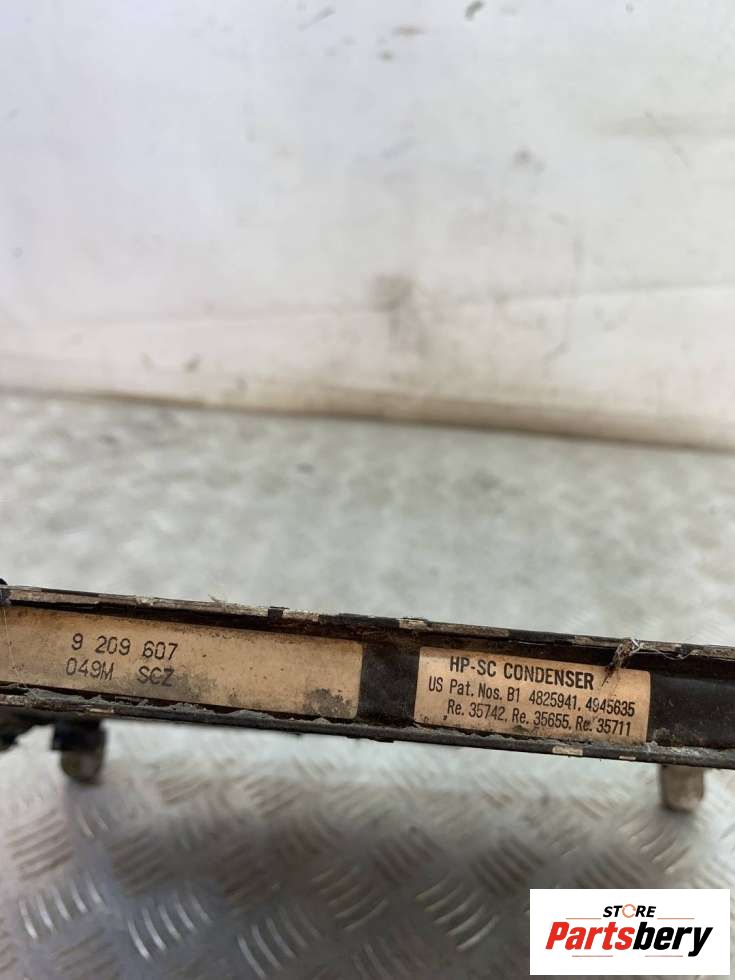 9 209 607
049M SCZ
HP-SC CONDENSER
US Pat. Nos. B1 4825941, 4945635
Re. 35742, Re. 35655, Re. 35711
STORE
Partsbery